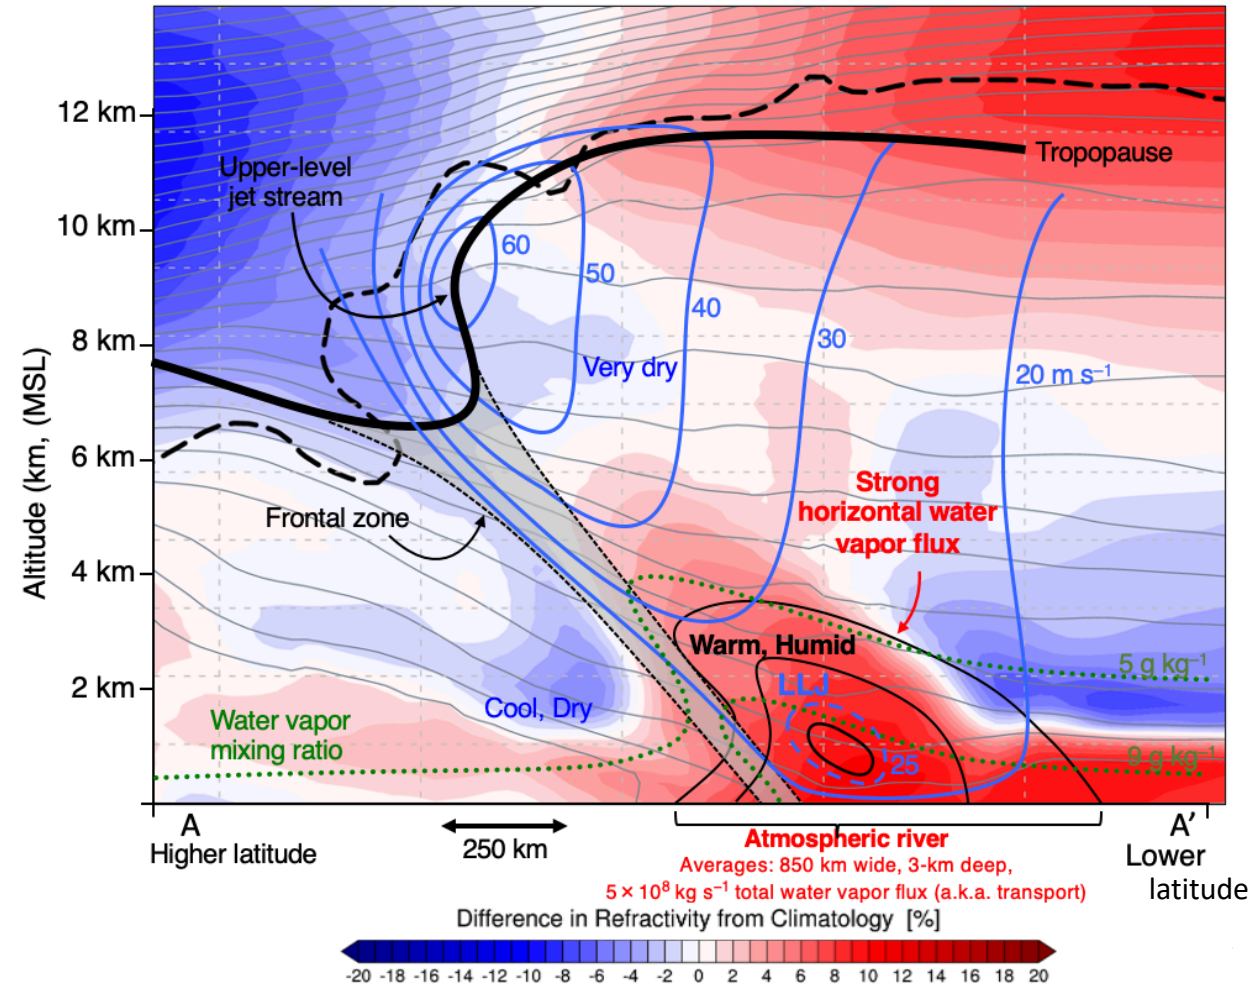 12 km
10 km
8 km
6 km
4 km
2 km
Altitude (km, (MSL)
Upper-level
jet stream
Tropopause
60
50
40
30
20 m s⁻¹
Very dry
Frontal zone
Strong
horizontal water
vapor flux
Warm, Humid
LLJ
25
5 g kg⁻¹
9 g kg⁻¹
Cool, Dry
Water vapor
mixing ratio
A
Higher latitude
250 km
Atmospheric river
Averages: 850 km wide, 3-km deep,
5 × 10⁸ kg s⁻¹ total water vapor flux (a.k.a. transport)
A′
Lower
latitude
Difference in Refractivity from Climatology [%]
-20 -18 -16 -14 -12 -10 -8 -6 -4 -2 0 2 4 6 8 10 12 14 16 18 20